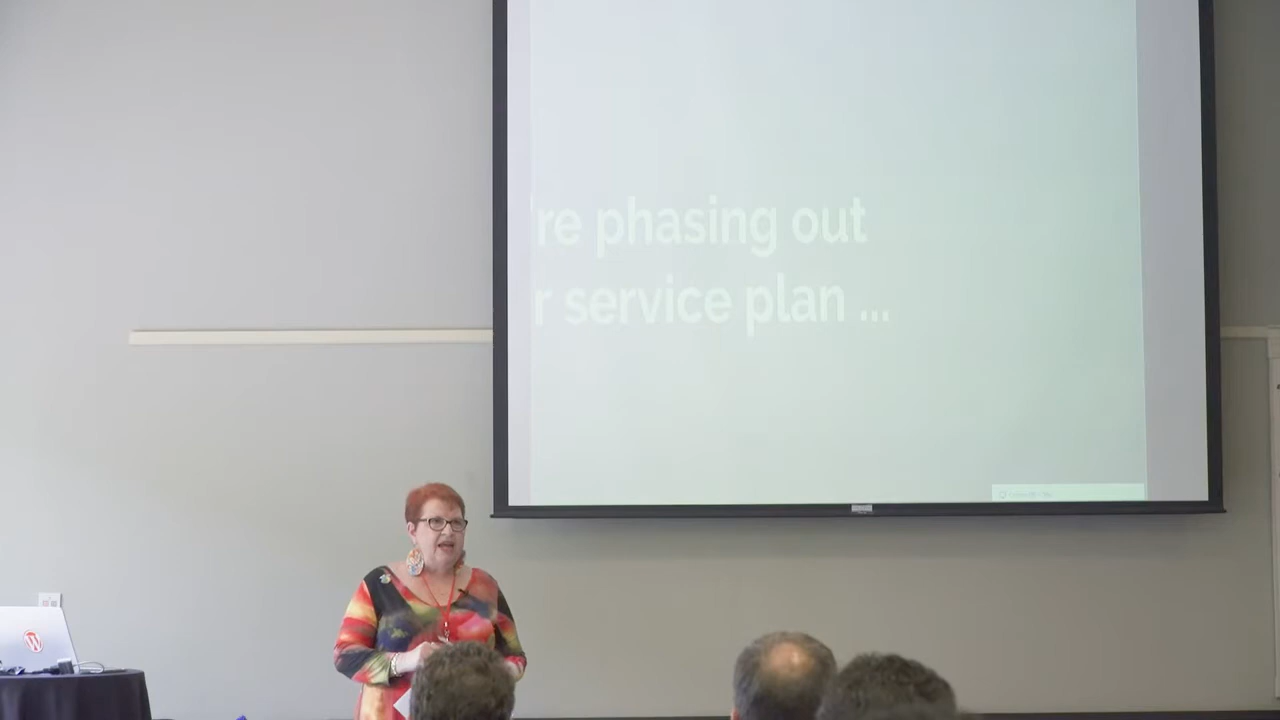 're phasing out
r service plan ...